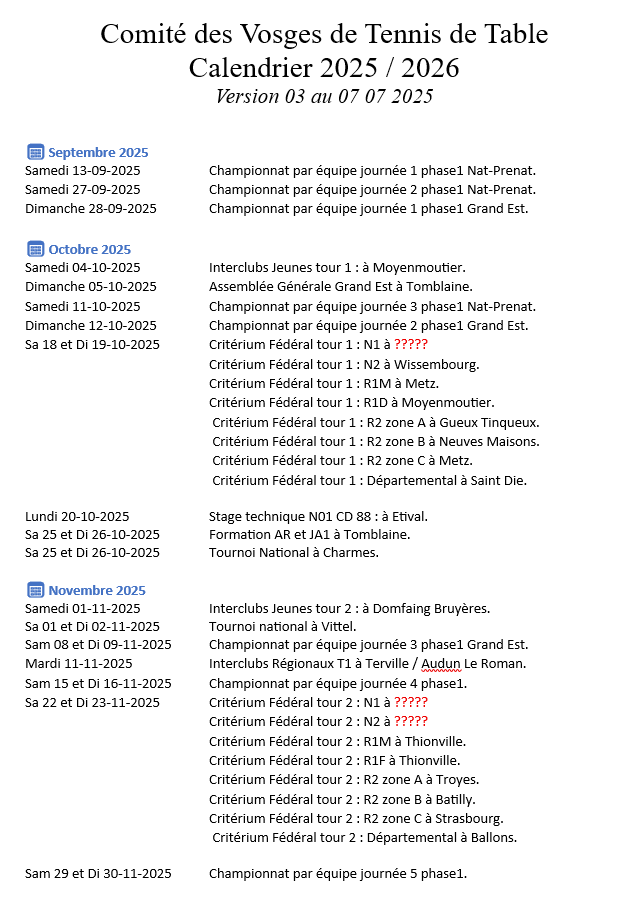 Comité des Vosges de Tennis de Table
Calendrier 2025 / 2026
Version 03 au 07 07 2025
Septembre 2025
Samedi 13-09-2025 Championnat par équipe journée 1 phase1 Nat-Prenat.
Samedi 27-09-2025 Championnat par équipe journée 2 phase1 Nat-Prenat.
Dimanche 28-09-2025 Championnat par équipe journée 1 phase1 Grand Est.
Octobre 2025
Samedi 04-10-2025 Interclubs Jeunes tour 1 : à Moyenmoutier.
Dimanche 05-10-2025 Assemblée Générale Grand Est à Tomblaine.
Samedi 11-10-2025 Championnat par équipe journée 3 phase1 Nat-Prenat.
Dimanche 12-10-2025 Championnat par équipe journée 2 phase1 Grand Est.
Sa 18 et Di 19-10-2025 Critérium Fédéral tour 1 : N1 à ?????
Critérium Fédéral tour 1 : N2 à Wissembourg.
Critérium Fédéral tour 1 : R1M à Metz.
Critérium Fédéral tour 1 : R1D à Moyenmoutier.
Critérium Fédéral tour 1 : R2 zone A à Gueux Tinqueux.
Critérium Fédéral tour 1 : R2 zone B à Neuves Maisons.
Critérium Fédéral tour 1 : R2 zone C à Metz.
Critérium Fédéral tour 1 : Départemental à Saint Die.
Lundi 20-10-2025 Stage technique N01 CD 88 : à Etival.
Sa 25 et Di 26-10-2025 Formation AR et JA1 à Tomblaine.
Sa 25 et Di 26-10-2025 Tournoi National à Charmes.
Novembre 2025
Samedi 01-11-2025 Interclubs Jeunes tour 2 : à Domfaing Bruyères.
Sa 01 et Di 02-11-2025 Tournoi national à Vittel.
Sam 08 et Di 09-11-2025 Championnat par équipe journée 3 phase1 Grand Est.
Mardi 11-11-2025 Interclubs Régionaux T1 à Terville / Audun Le Roman.
Sam 15 et Di 16-11-2025 Championnat par équipe journée 4 phase1.
Sa 22 et Di 23-11-2025 Critérium Fédéral tour 2 : N1 à ?????
Critérium Fédéral tour 2 : N2 à ?????
Critérium Fédéral tour 2 : R1M à Thionville.
Critérium Fédéral tour 2 : R1F à Thionville.
Critérium Fédéral tour 2 : R2 zone A à Troyes.
Critérium Fédéral tour 2 : R2 zone B à Batilly.
Critérium Fédéral tour 2 : R2 zone C à Strasbourg.
Critérium Fédéral tour 2 : Départemental à Ballons.
Sam 29 et Di 30-11-2025 Championnat par équipe journée 5 phase1.